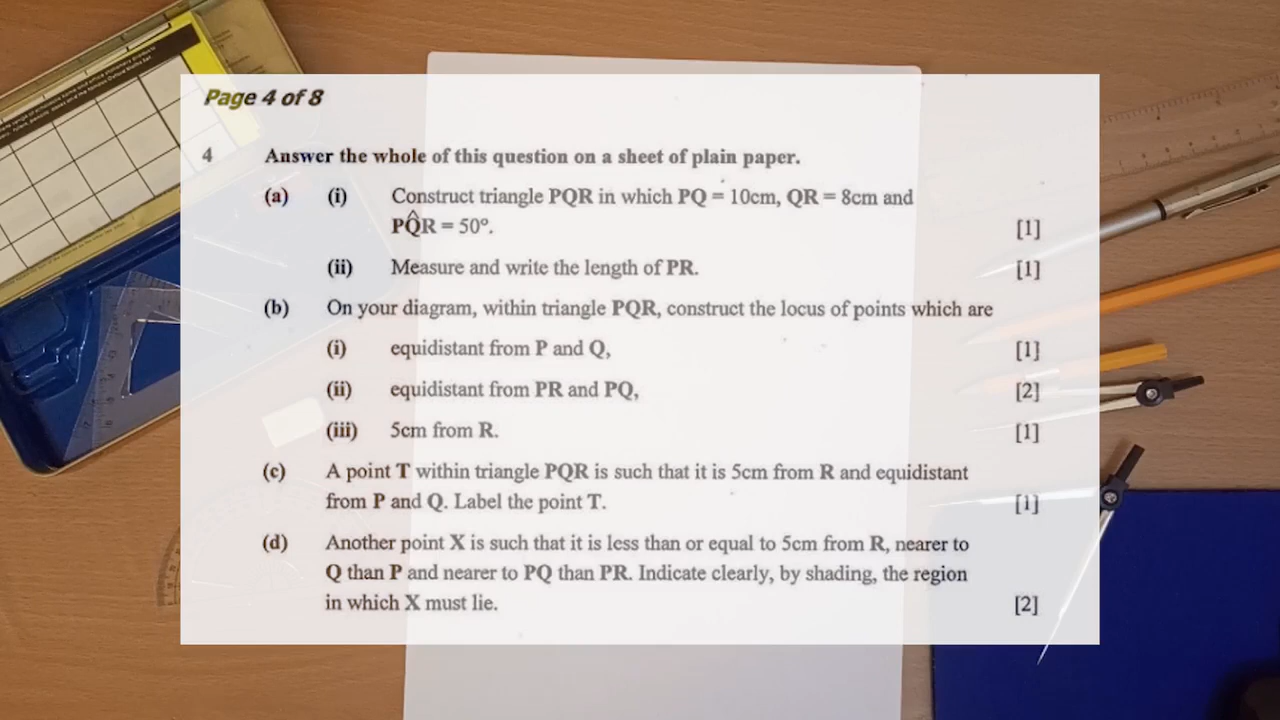 Page 4 of 8
4 Answer the whole of this question on a sheet of plain paper.
(a) (i) Construct triangle PQR in which PQ = 10cm, QR = 8cm and
PQ̂R = 50°. [1]
(ii) Measure and write the length of PR. [1]
(b) On your diagram, within triangle PQR, construct the locus of points which are
(i) equidistant from P and Q, [1]
(ii) equidistant from PR and PQ, [2]
(iii) 5cm from R. [1]
(c) A point T within triangle PQR is such that it is 5cm from R and equidistant
from P and Q. Label the point T. [1]
(d) Another point X is such that it is less than or equal to 5cm from R, nearer to
Q than P and nearer to PQ than PR. Indicate clearly, by shading, the region
in which X must lie. [2]